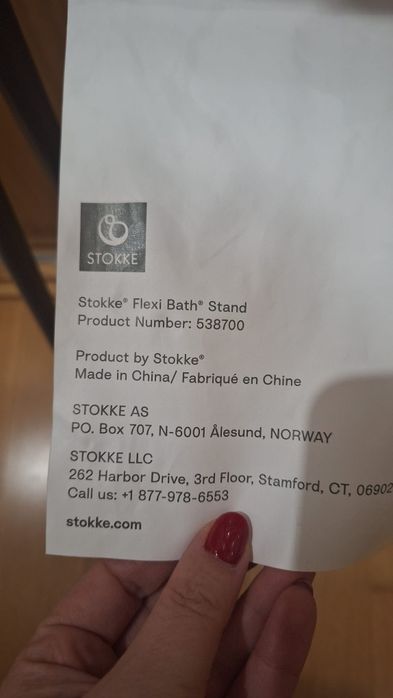 STOKKE
Stokke® Flexi Bath® Stand
Product Number: 538700
Product by Stokke®
Made in China/ Fabriqué en Chine
STOKKE AS
PO. Box 707, N-6001 Ålesund, NORWAY
STOKKE LLC
262 Harbor Drive, 3rd Floor, Stamford, CT, 06902
Call us: +1 877-978-6553
stokke.com